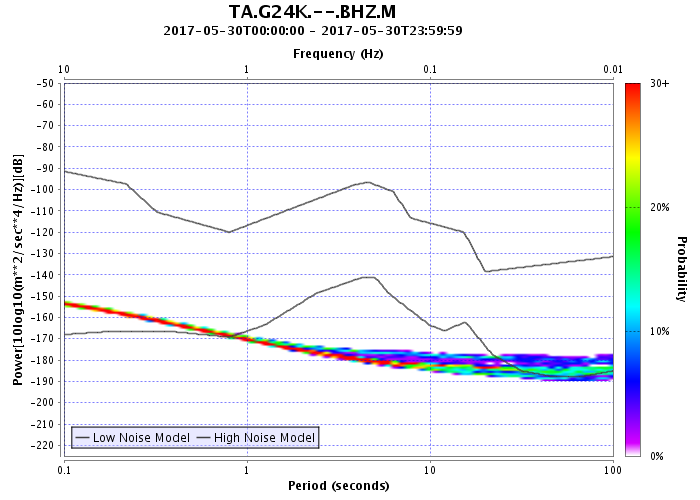 TA.G24K.--.BHZ.M
2017-05-30T00:00:00 - 2017-05-30T23:59:59
Frequency (Hz)
10 1 0.1 0.01
Power[10log10(m**2/sec**4/Hz)][dB]
-50
-60
-70
-80
-90
-100
-110
-120
-130
-140
-150
-160
-170
-180
-190
-200
-210
-220
Low Noise Model High Noise Model
0.1 1 10 100
Period (seconds)
30+
20%
10%
0%
Probability